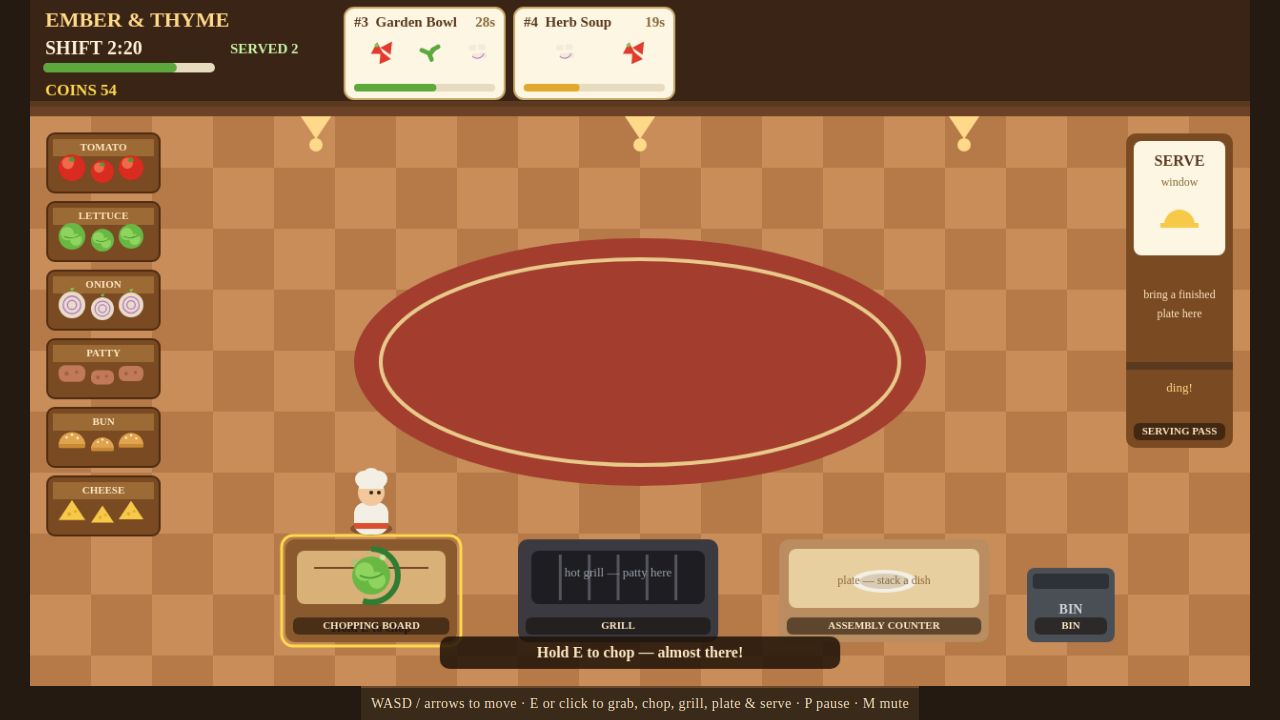 EMBER & THYME
SHIFT 2:20
SERVED 2
COINS 54
#3 Garden Bowl 28s
#4 Herb Soup 19s
TOMATO
LETTUCE
ONION
PATTY
BUN
CHEESE
SERVE
window
bring a finished
plate here
ding!
SERVING PASS
hot grill — patty here
plate — stack a dish
CHOPPING BOARD
GRILL
ASSEMBLY COUNTER
BIN
BIN
Hold E to chop — almost there!
WASD / arrows to move · E or click to grab, chop, grill, plate & serve · P pause · M mute